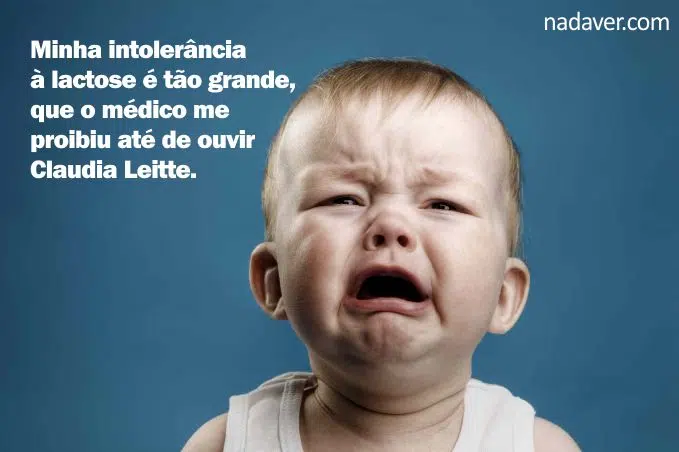 nadaver.com
Minha intolerância
à lactose é tão grande,
que o médico me
proibiu até de ouvir
Claudia Leitte.